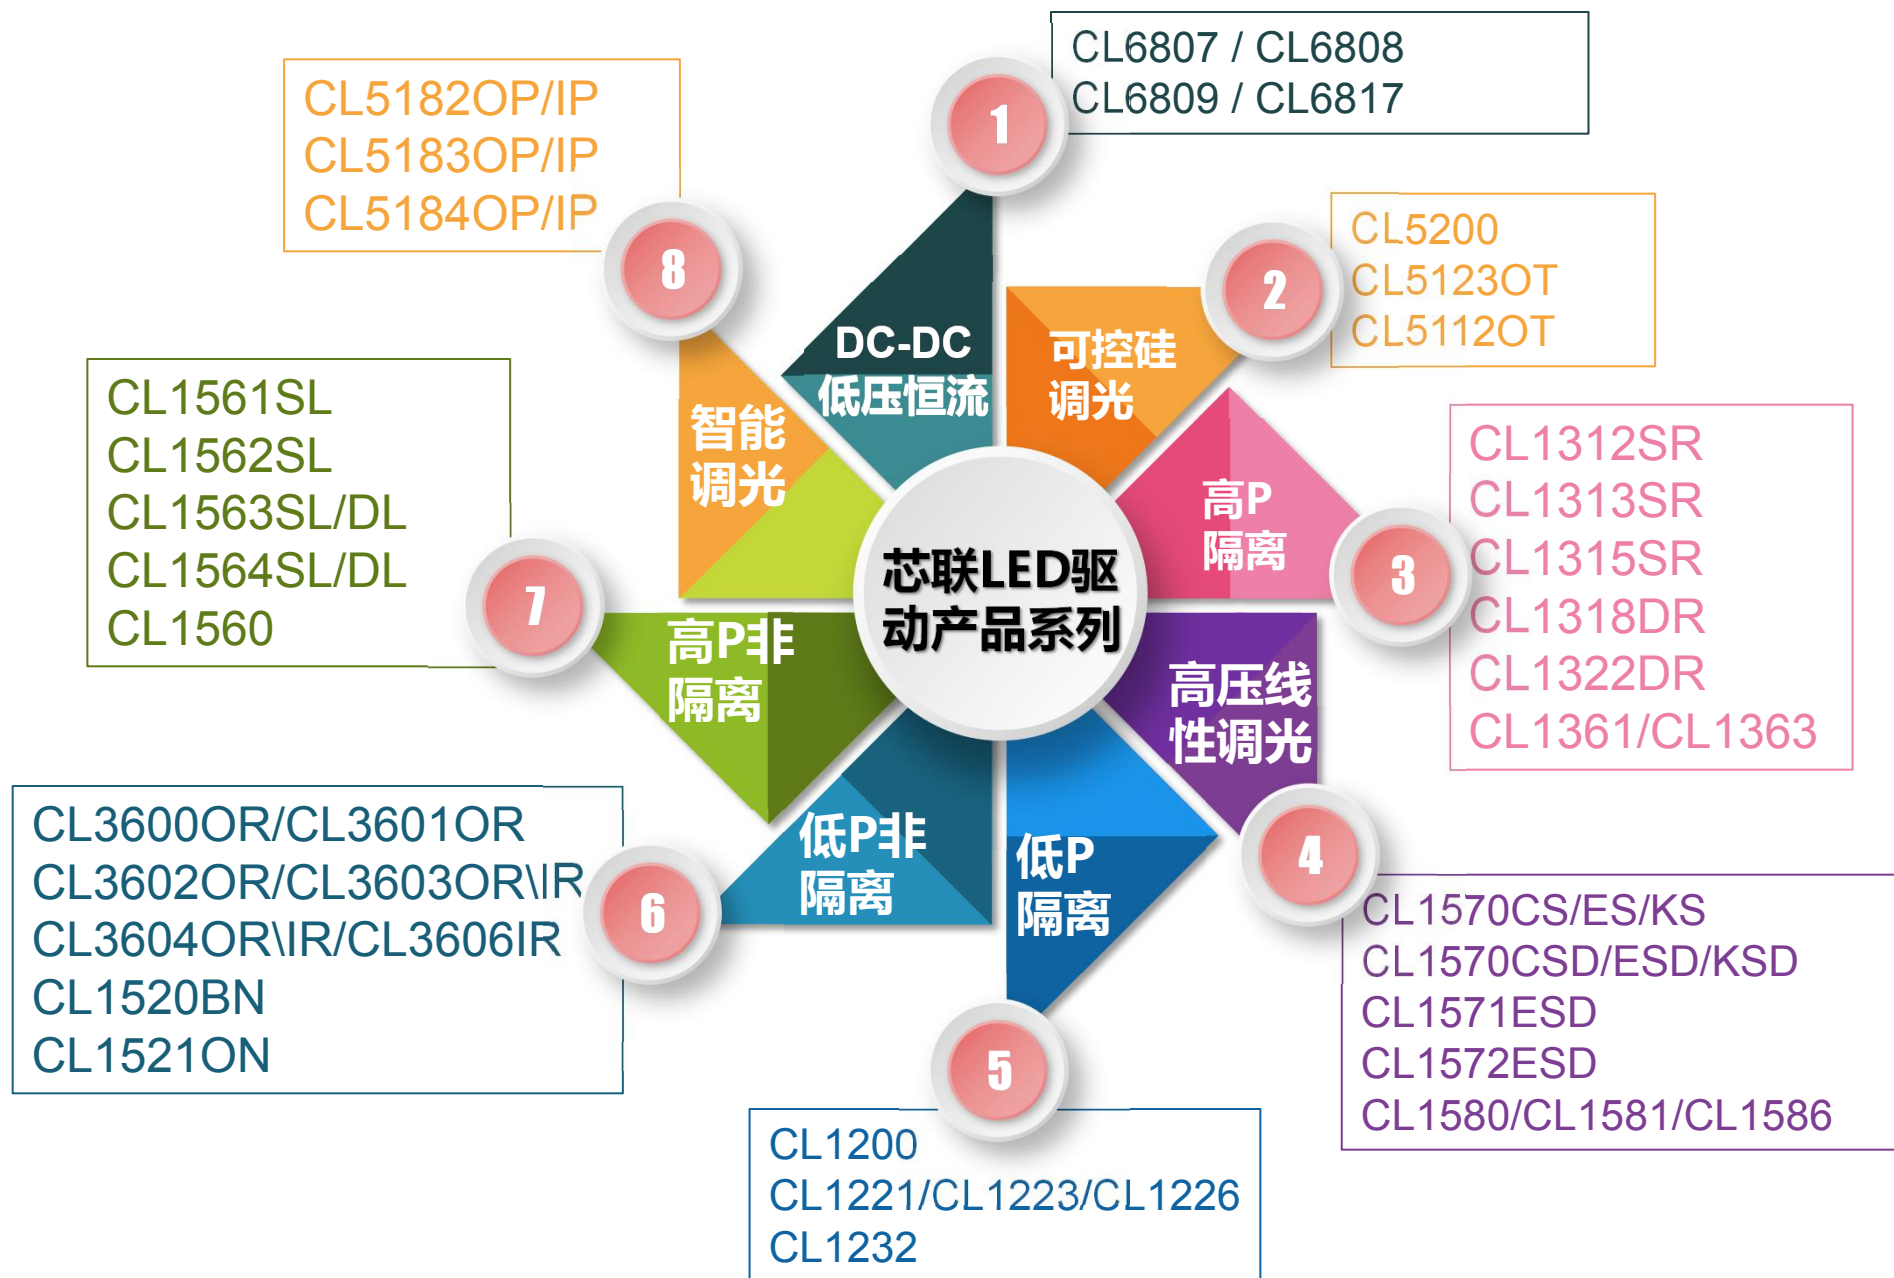 芯联LED驱
动产品系列
1
CL6807 / CL6808
CL6809 / CL6817
DC-DC
低压恒流
2
CL5200
CL5123OT
CL5112OT
可控硅
调光
3
CL1312SR
CL1313SR
CL1315SR
CL1318DR
CL1322DR
CL1361/CL1363
高P
隔离
4
CL1570CS/ES/KS
CL1570CSD/ESD/KSD
CL1571ESD
CL1572ESD
CL1580/CL1581/CL1586
高压线
性调光
5
CL1200
CL1221/CL1223/CL1226
CL1232
低P
隔离
6
CL3600OR/CL3601OR
CL3602OR/CL3603OR\IR
CL3604OR\IR/CL3606IR
CL1520BN
CL1521ON
低P非
隔离
7
CL1561SL
CL1562SL
CL1563SL/DL
CL1564SL/DL
CL1560
高P非
隔离
8
CL5182OP/IP
CL5183OP/IP
CL5184OP/IP
智能
调光